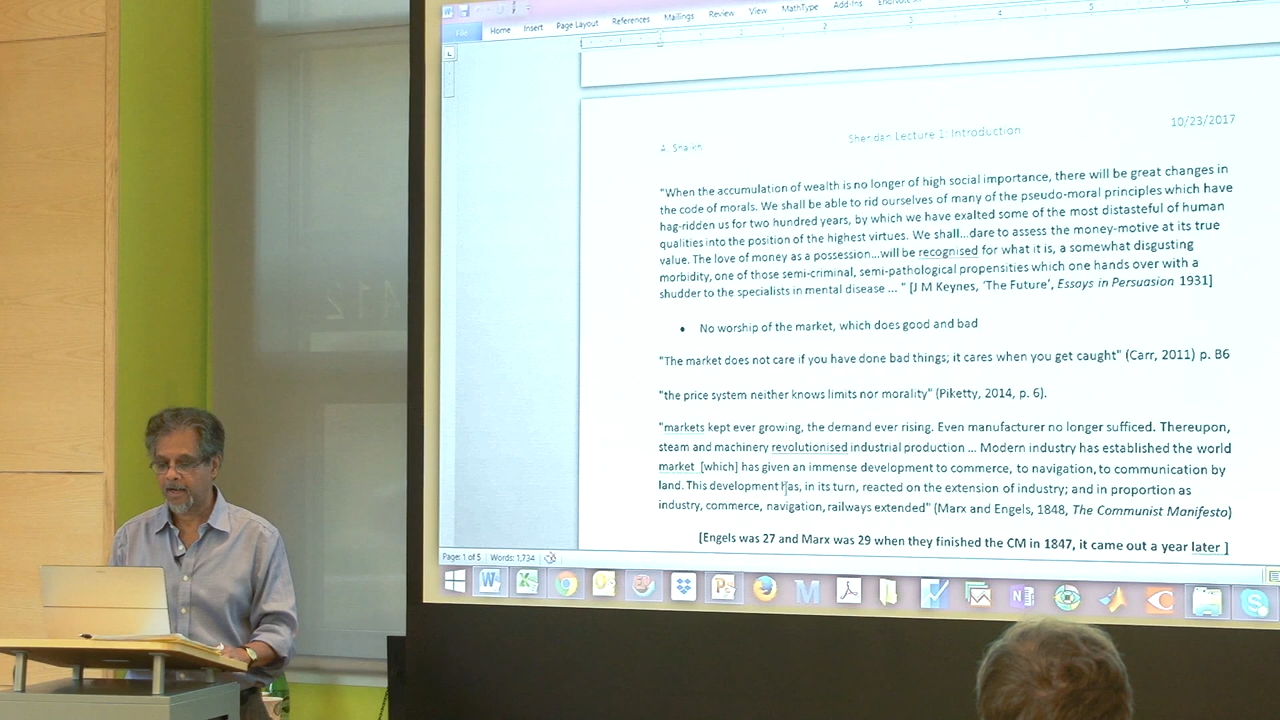 File Home Insert Page Layout References Mailings Review View MathType Add-Ins
A. Shaikh Sheridan Lecture 1: Introduction 10/23/2017
"When the accumulation of wealth is no longer of high social importance, there will be great changes in
the code of morals. We shall be able to rid ourselves of many of the pseudo-moral principles which have
hag-ridden us for two hundred years, by which we have exalted some of the most distasteful of human
qualities into the position of the highest virtues. We shall...dare to assess the money-motive at its true
value. The love of money as a possession...will be recognised for what it is, a somewhat disgusting
morbidity, one of those semi-criminal, semi-pathological propensities which one hands over with a
shudder to the specialists in mental disease ... " [J M Keynes, 'The Future', Essays in Persuasion 1931]
• No worship of the market, which does good and bad
"The market does not care if you have done bad things; it cares when you get caught" (Carr, 2011) p. B6
"the price system neither knows limits nor morality" (Piketty, 2014, p. 6).
"markets kept ever growing, the demand ever rising. Even manufacturer no longer sufficed. Thereupon,
steam and machinery revolutionised industrial production ... Modern industry has established the world
market [which] has given an immense development to commerce, to navigation, to communication by
land. This development has, in its turn, reacted on the extension of industry; and in proportion as
industry, commerce, navigation, railways extended" (Marx and Engels, 1848, The Communist Manifesto)
[Engels was 27 and Marx was 29 when they finished the CM in 1847, it came out a year later ]
Page: 1 of 5 Words: 1,734